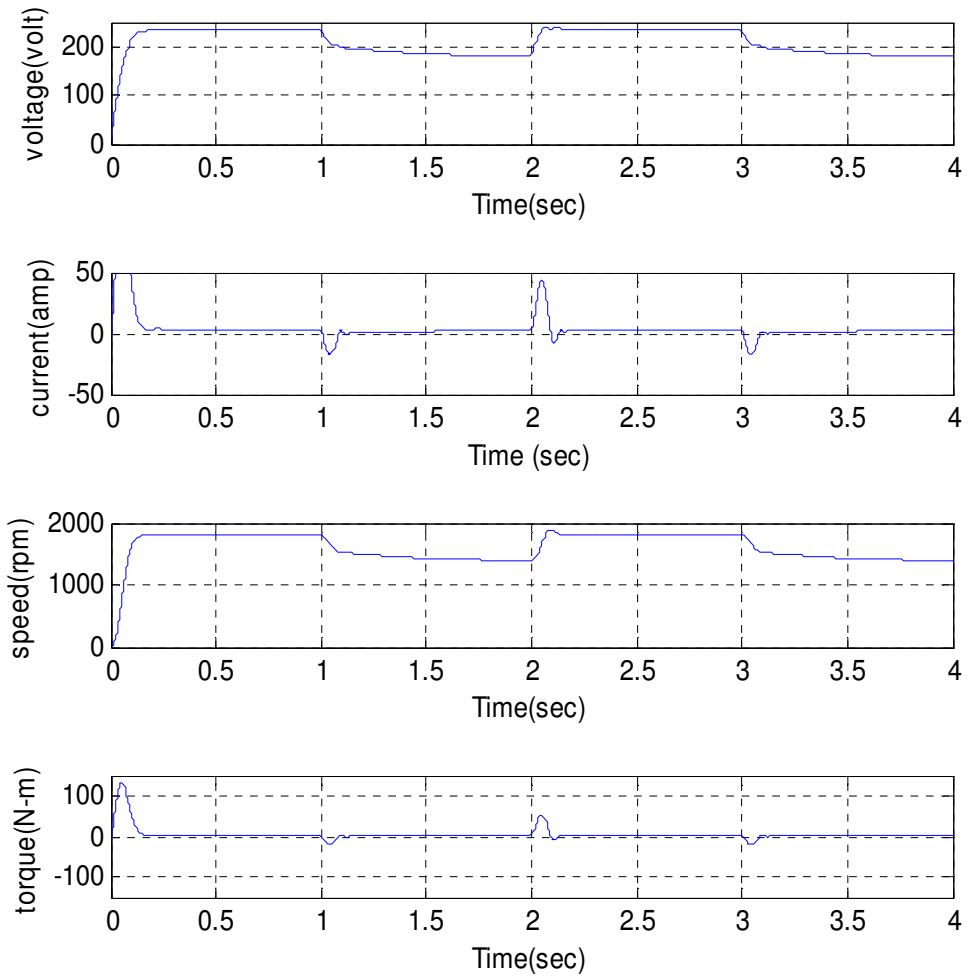 voltage(volt)
200
100
0
0 0.5 1 1.5 2 2.5 3 3.5 4
Time(sec)
current(amp)
50
0
-50
0 0.5 1 1.5 2 2.5 3 3.5 4
Time (sec)
speed(rpm)
2000
1000
0
0 0.5 1 1.5 2 2.5 3 3.5 4
Time(sec)
torque(N-m)
100
0
-100
0 0.5 1 1.5 2 2.5 3 3.5 4
Time(sec)